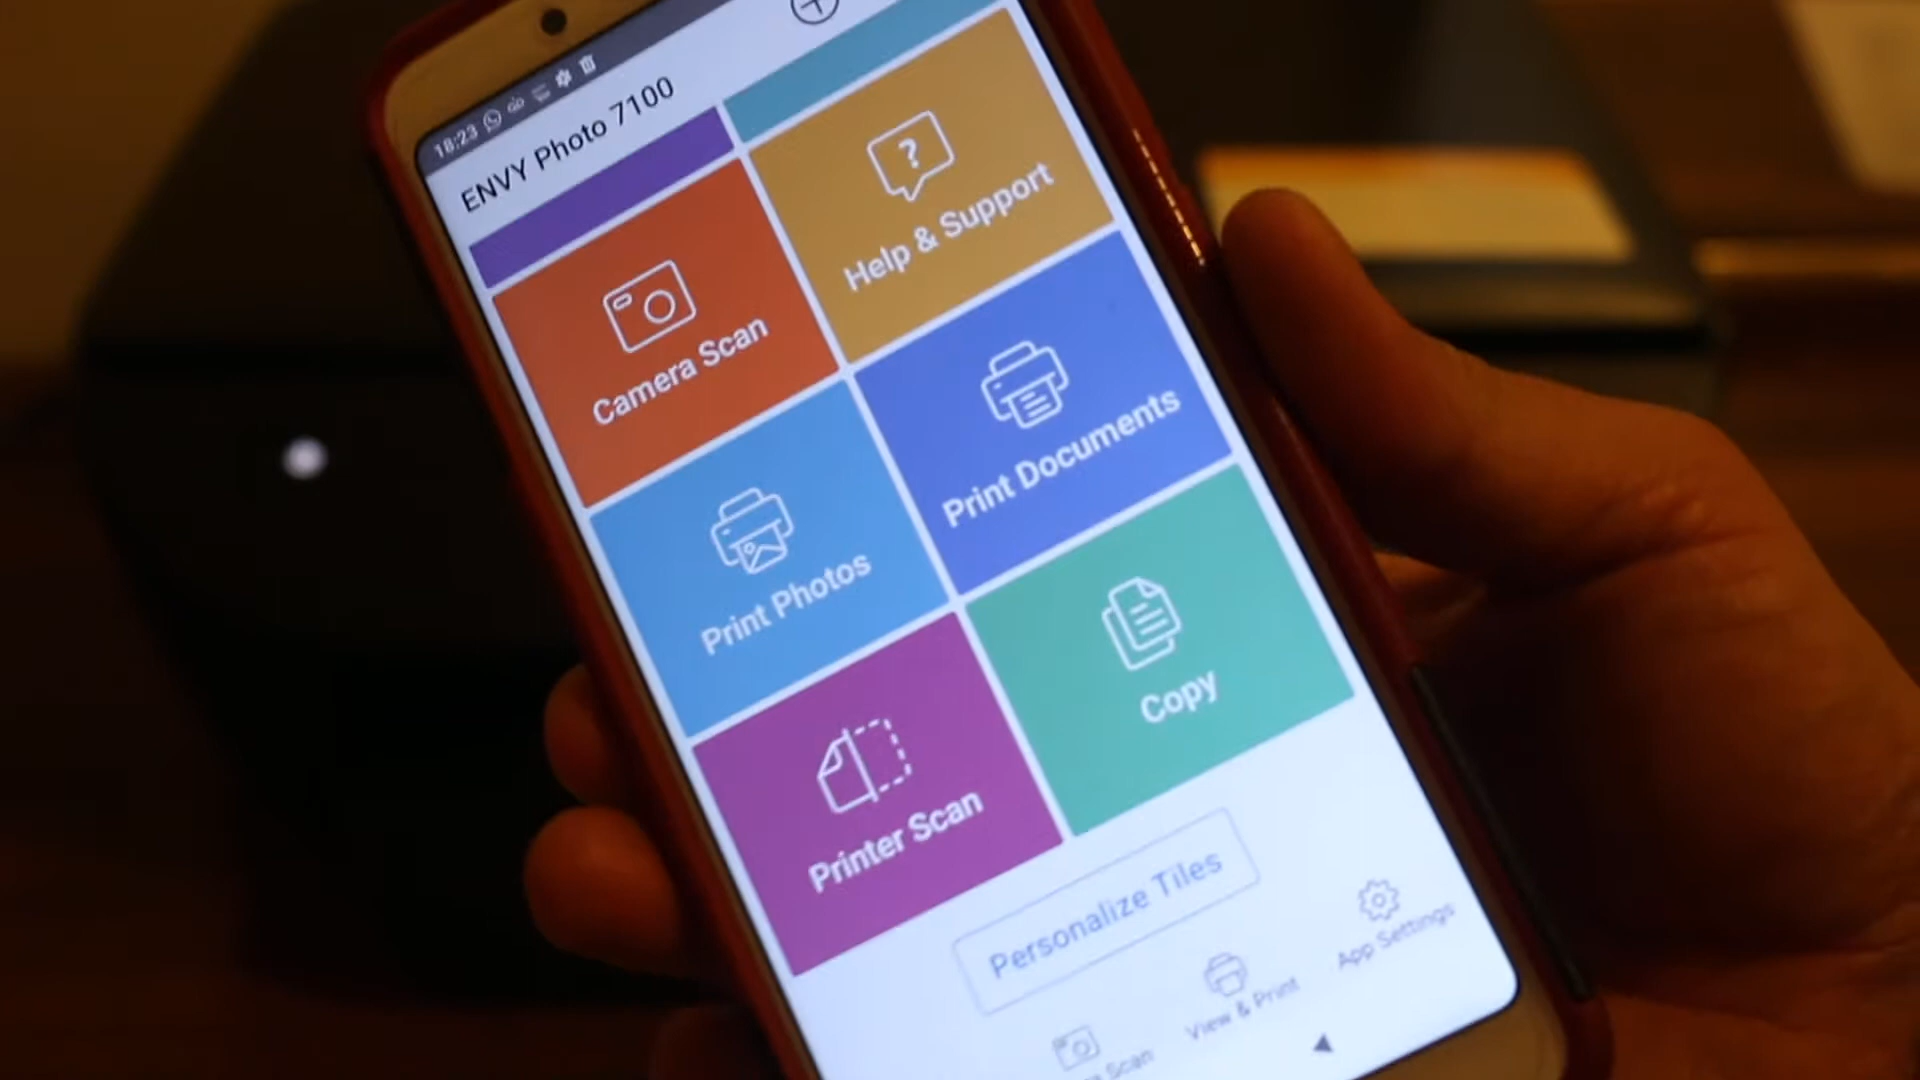 18:23
ENVY Photo 7100
Camera Scan
Help & Support
Print Photos
Print Documents
Printer Scan
Copy
Personalize Tiles
Scan
View & Print
App Settings